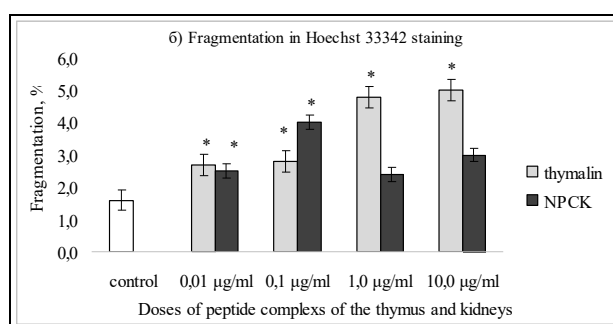 б) Fragmentation in Hoechst 33342 staining
Fragmentation, %
6,0
5,0
4,0
3,0
2,0
1,0
0,0
* * * * * *
thymalin
NPCK
control 0,01 µg/ml 0,1 µg/ml 1,0 µg/ml 10,0 µg/ml
Doses of peptide complexs of the thymus and kidneys